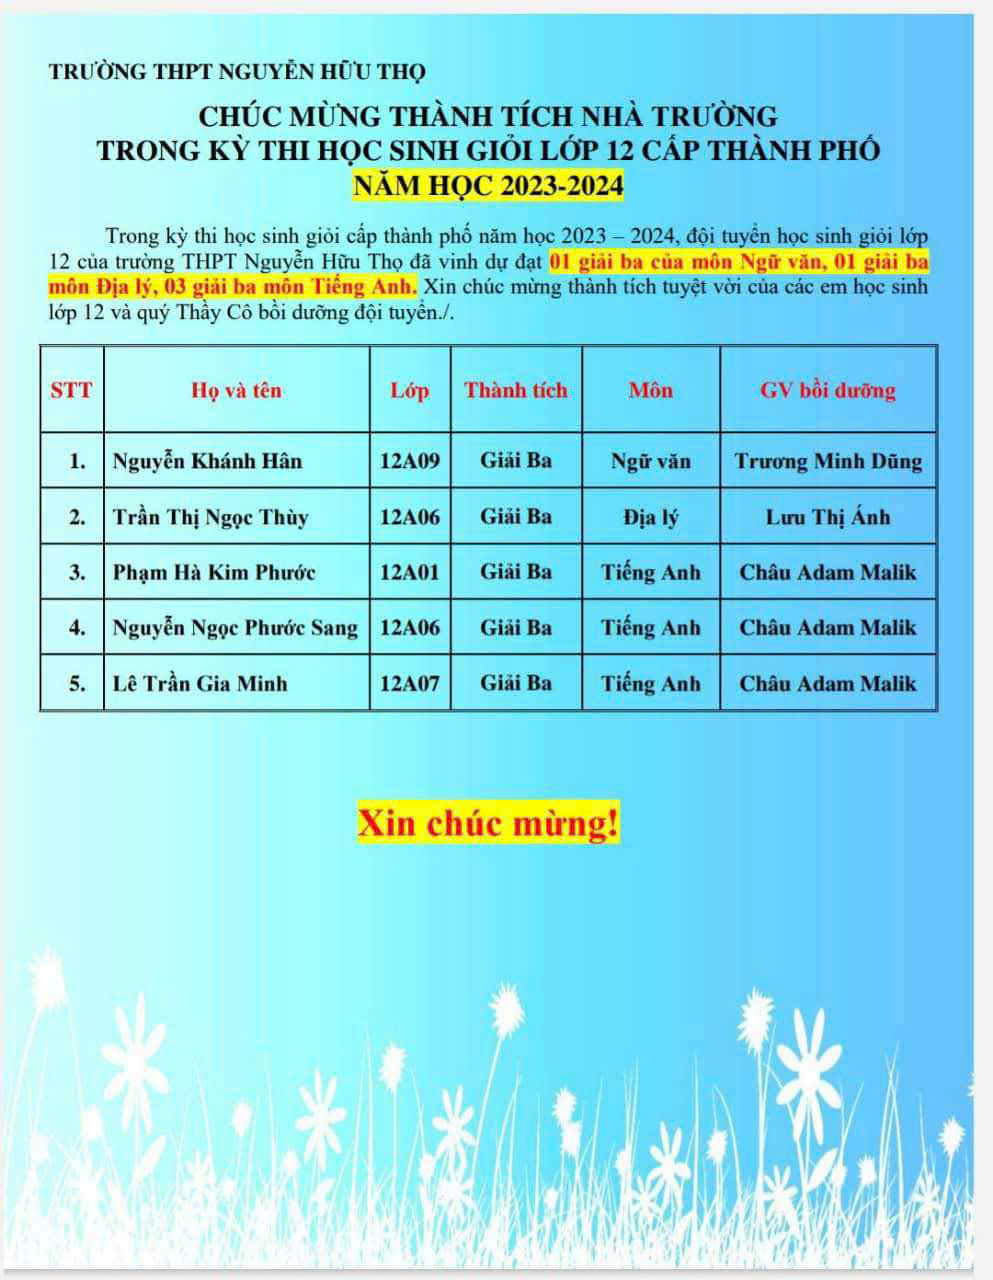 TRƯỜNG THPT NGUYỄN HỮU THỌ
CHÚC MỪNG THÀNH TÍCH NHÀ TRƯỜNG
TRONG KỲ THI HỌC SINH GIỎI LỚP 12 CẤP THÀNH PHỐ
NĂM HỌC 2023-2024
Trong kỳ thi học sinh giỏi cấp thành phố năm học 2023 – 2024, đội tuyển học sinh giỏi lớp
12 của trường THPT Nguyễn Hữu Thọ đã vinh dự đạt 01 giải ba của môn Ngữ văn, 01 giải ba
môn Địa lý, 03 giải ba môn Tiếng Anh. Xin chúc mừng thành tích tuyệt vời của các em học sinh
lớp 12 và quý Thầy Cô bồi dưỡng đội tuyển./.
STT Họ và tên Lớp Thành tích Môn GV bồi dưỡng
1. Nguyễn Khánh Hân 12A09 Giải Ba Ngữ văn Trương Minh Dũng
2. Trần Thị Ngọc Thùy 12A06 Giải Ba Địa lý Lưu Thị Ánh
3. Phạm Hà Kim Phước 12A01 Giải Ba Tiếng Anh Châu Adam Malik
4. Nguyễn Ngọc Phước Sang 12A06 Giải Ba Tiếng Anh Châu Adam Malik
5. Lê Trần Gia Minh 12A07 Giải Ba Tiếng Anh Châu Adam Malik
Xin chúc mừng!